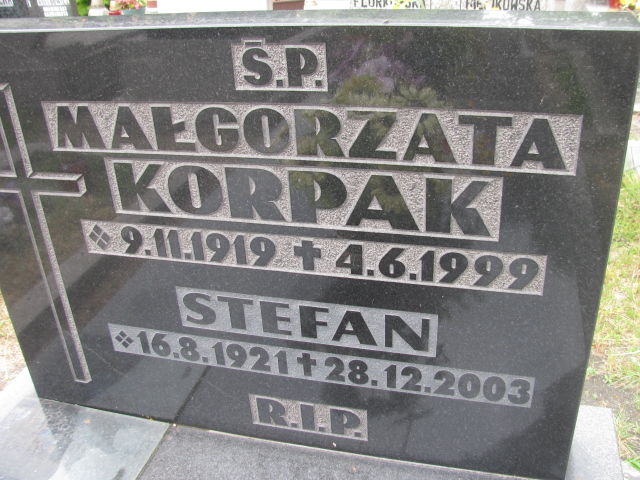 Ś.P.
MAŁGORZATA
KORPAK
❖ 9.11.1919 ✝ 4.6.1999
STEFAN
❖ 16.8.1921 ✝ 28.12.2003
R.I.P.